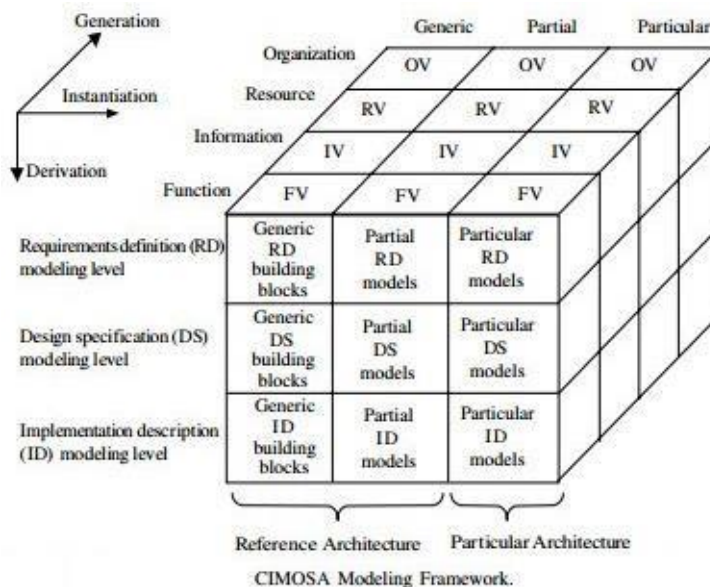 Generation
Instantiation
Derivation
Generic Partial Particular
Organization OV OV OV
Resource RV RV RV
Information IV IV IV
Function FV FV FV
Requirements definition (RD)
modeling level
Generic
RD
building
blocks
Partial
RD
models
Particular
RD
models
Design specification (DS)
modeling level
Generic
DS
building
blocks
Partial
DS
models
Particular
DS
models
Implementation description
(ID) modeling level
Generic
ID
building
blocks
Partial
ID
models
Particular
ID
models
Reference Architecture Particular Architecture
CIMOSA Modeling Framework.